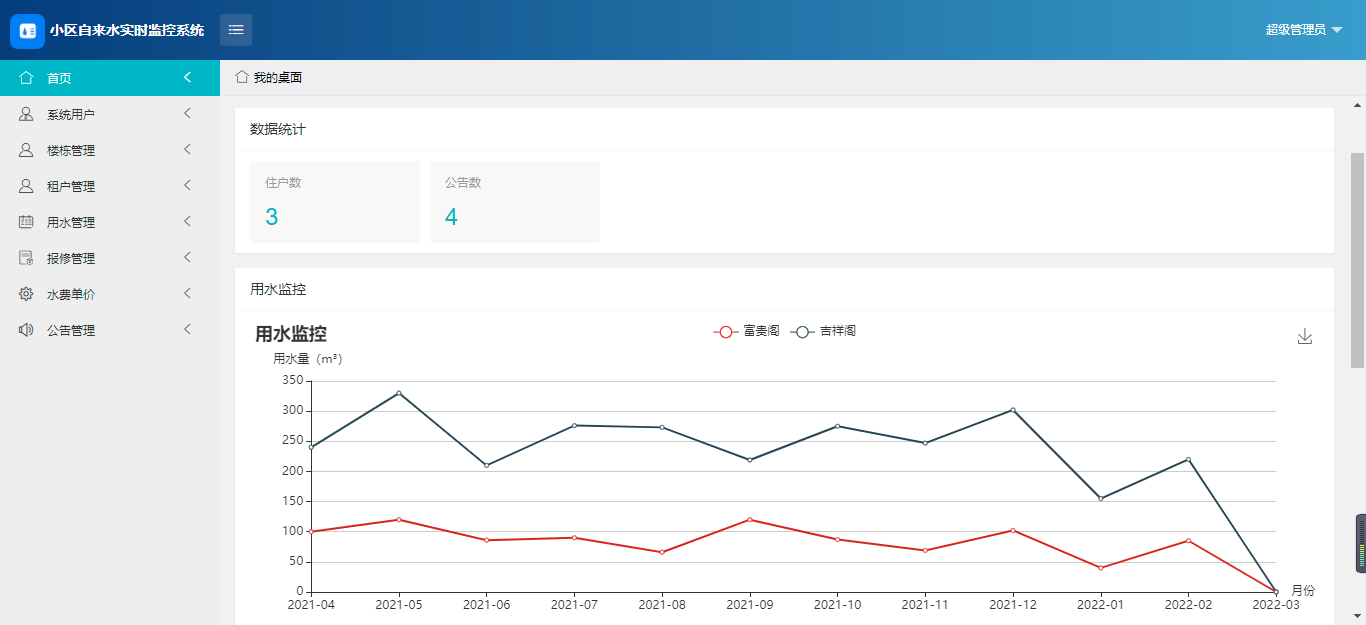 小区自来水实时监控系统
超级管理员
首页
系统用户
楼栋管理
租户管理
用水管理
报修管理
水费单价
公告管理
我的桌面
数据统计
住户数
3
公告数
4
用水监控
用水监控
富贵阁 吉祥阁
用水量（m³）
350
300
250
200
150
100
50
0
2021-04 2021-05 2021-06 2021-07 2021-08 2021-09 2021-10 2021-11 2021-12 2022-01 2022-02 2022-03
月份